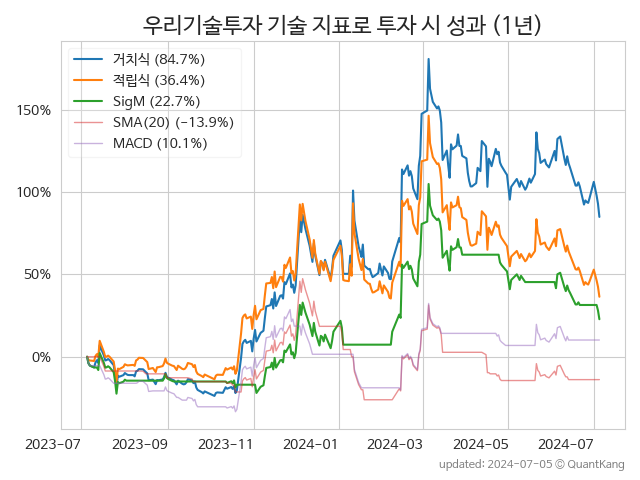 우리기술투자 기술 지표로 투자 시 성과 (1년)
거치식 (84.7%)
적립식 (36.4%)
SigM (22.7%)
SMA(20) (−13.9%)
MACD (10.1%)
150%
100%
50%
0%
2023-07 2023-09 2023-11 2024-01 2024-03 2024-05 2024-07
updated: 2024-07-05 © QuantKang